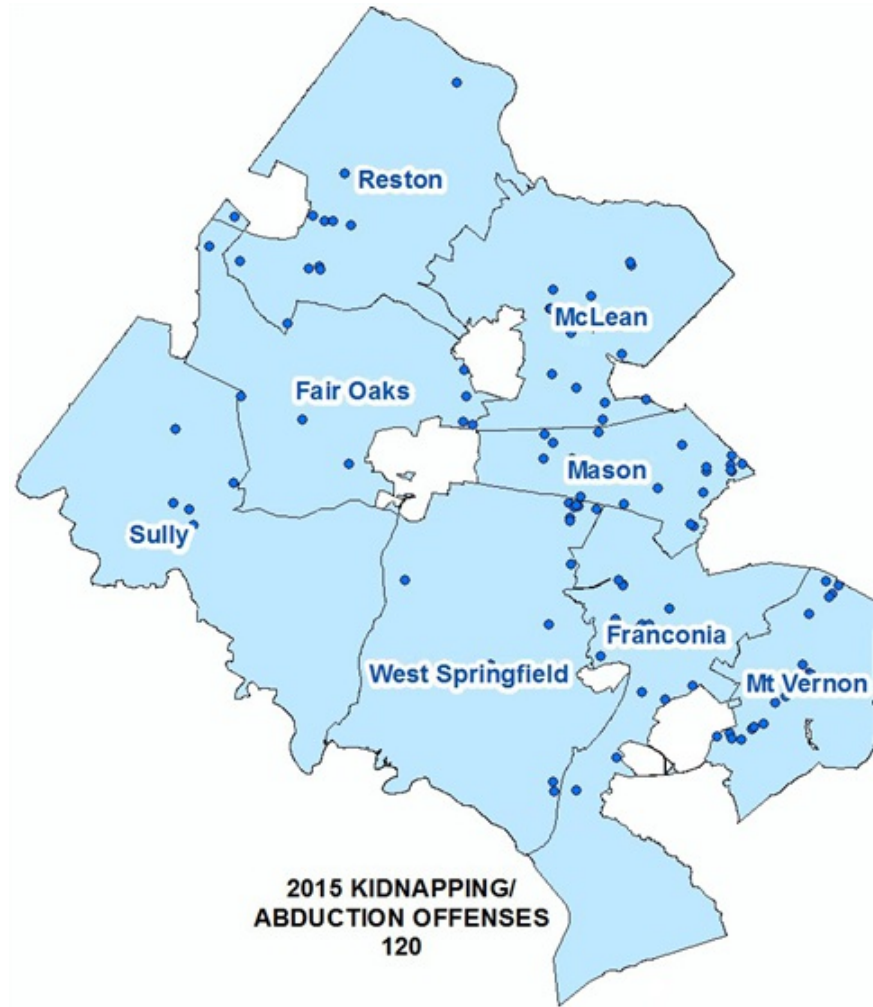 Reston
McLean
Fair Oaks
Mason
Sully
Franconia
West Springfield
Mt Vernon
2015 KIDNAPPING/
ABDUCTION OFFENSES
120